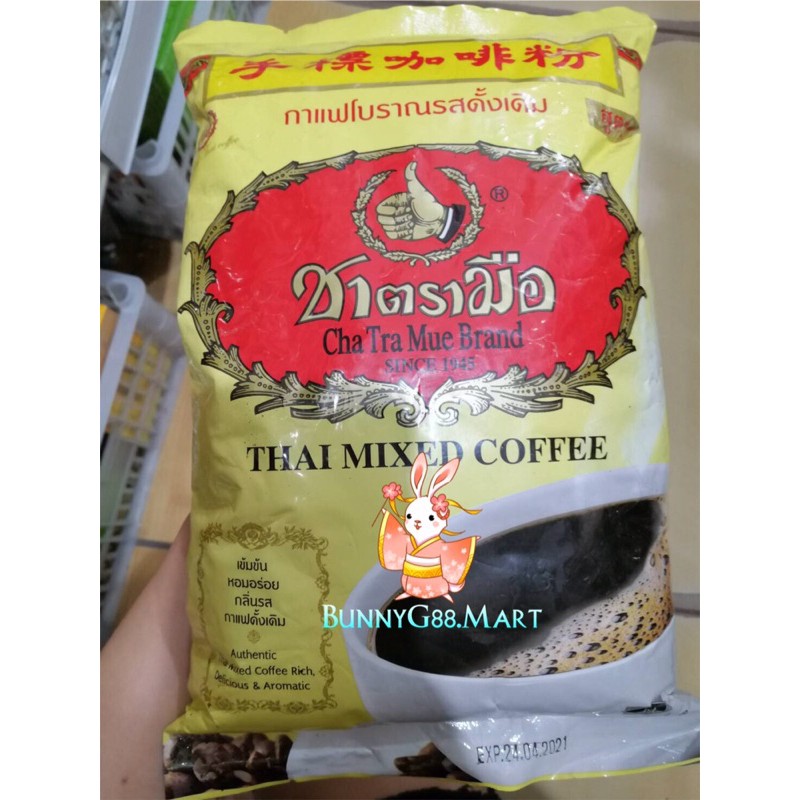 手標咖啡粉
กาแฟโบราณรสดั้งเดิม
®
ชาตรามือ
Cha Tra Mue Brand
SINCE 1945
THAI MIXED COFFEE
เข้มข้น
หอมอร่อย
กลิ่นรส
กาแฟดั้งเดิม
Authentic
Mixed Coffee Rich,
Delicious & Aromatic
BUNNYG88.MART
EXP.24.04.2021